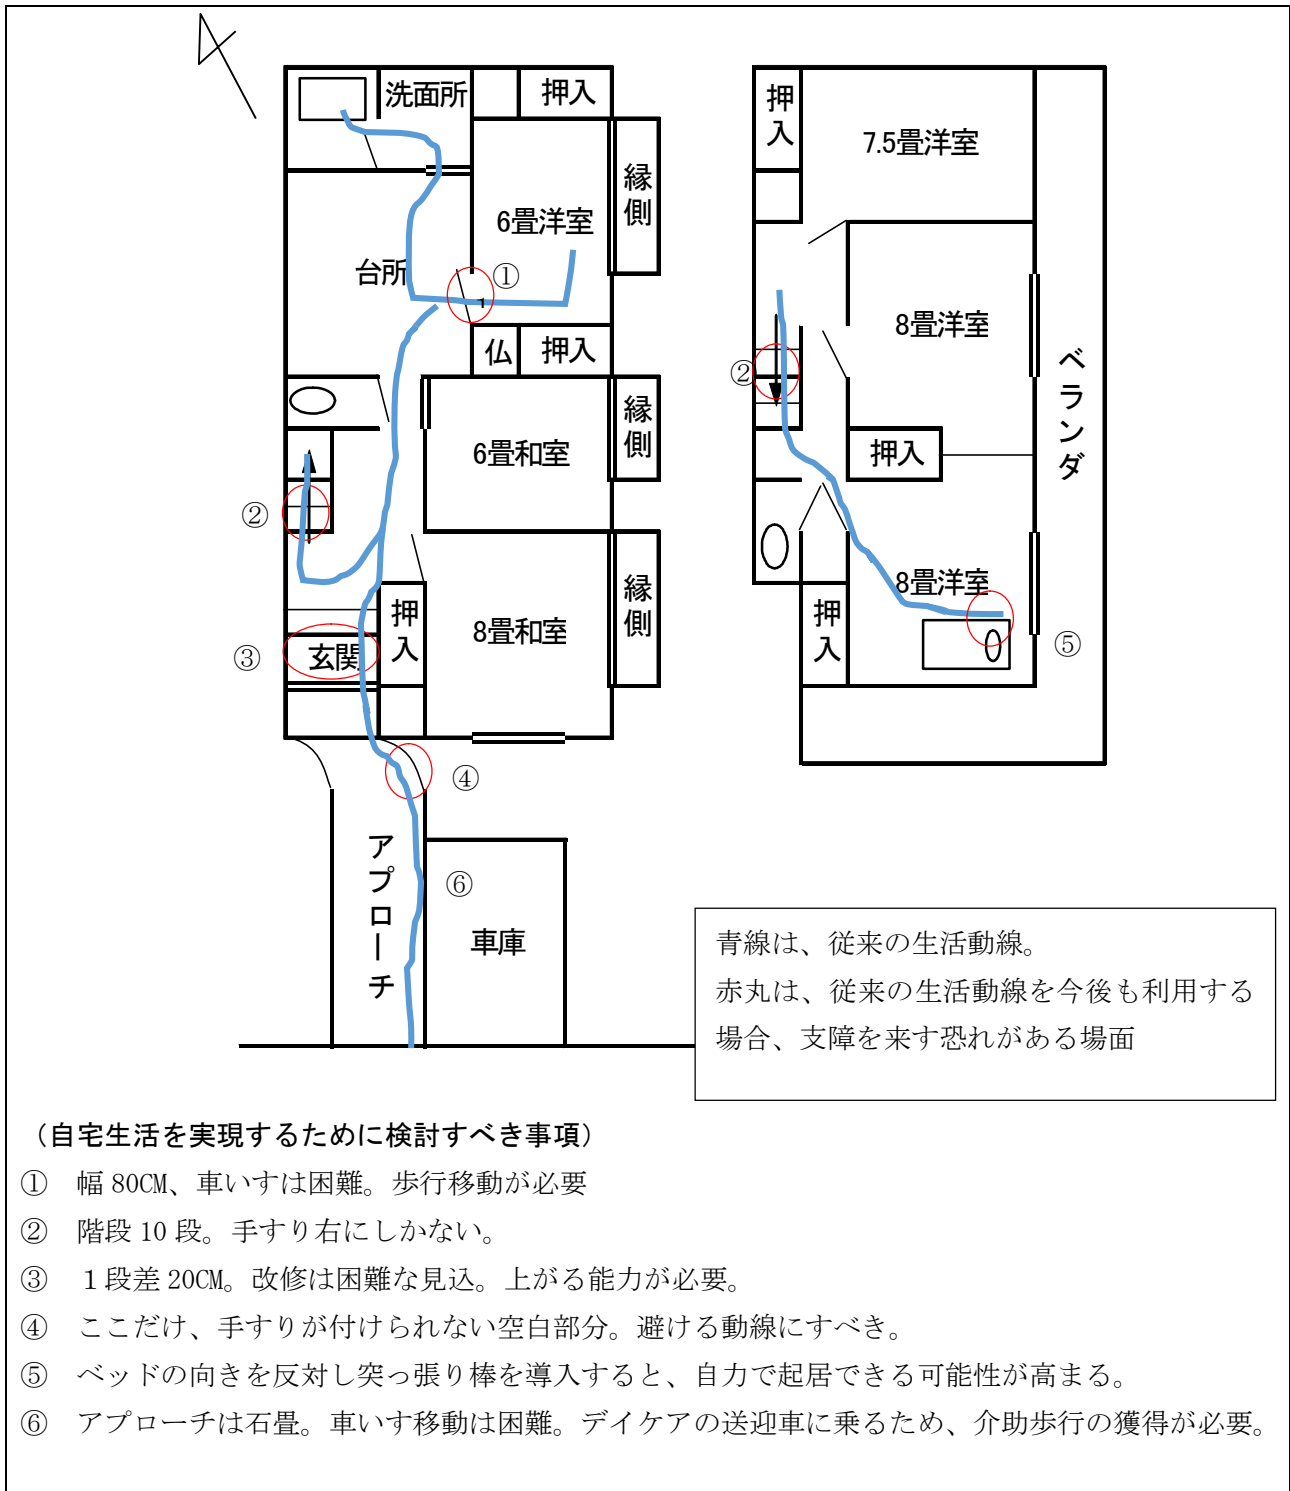 洗面所
押入
6畳洋室
縁側
台所
①
1
仏
押入
6畳和室
縁側
②
8畳和室
縁側
押入
③
玄関
④
アプローチ
⑥
車庫
押入
7.5畳洋室
8畳洋室
ベランダ
②
押入
8畳洋室
押入
⑤
青線は、従来の生活動線。
赤丸は、従来の生活動線を今後も利用する
場合、支障を来す恐れがある場面
（自宅生活を実現するために検討すべき事項）
①　幅 80CM、車いすは困難。歩行移動が必要
②　階段 10 段。手すり右にしかない。
③　１段差 20CM。改修は困難な見込。上がる能力が必要。
④　ここだけ、手すりが付けられない空白部分。避ける動線にすべき。
⑤　ベッドの向きを反対し突っ張り棒を導入すると、自力で起居できる可能性が高まる。
⑥　アプローチは石畳。車いす移動は困難。デイケアの送迎車に乗るため、介助歩行の獲得が必要。